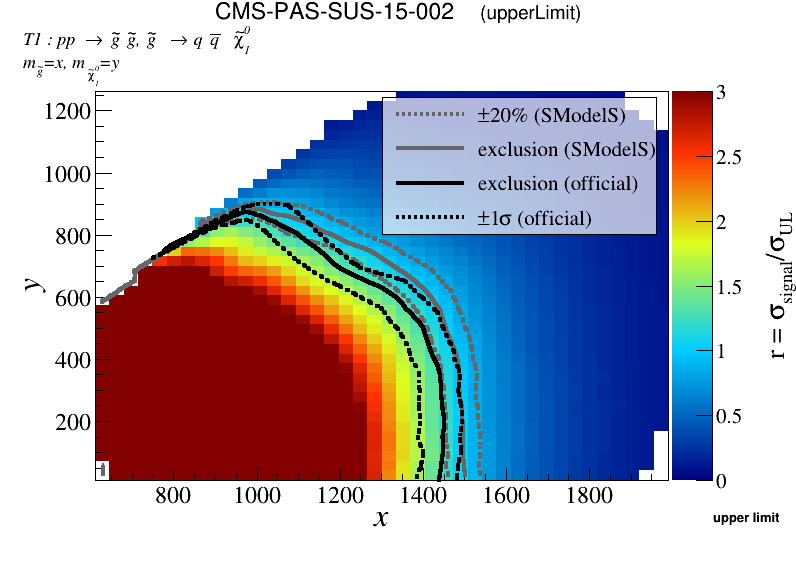 CMS-PAS-SUS-15-002 (upperLimit)
T1 : pp → g̃ g̃, g̃ → q q̅ χ̃₁⁰
m_g̃=x, m_χ̃₁⁰=y
±20% (SModelS)
exclusion (SModelS)
exclusion (official)
±1σ (official)
1200
1000
800
600
400
200
y
800 1000 1200 1400 1600 1800
x
3
2.5
2
1.5
1
0.5
0
r = σ_signal/σ_UL
upper limit